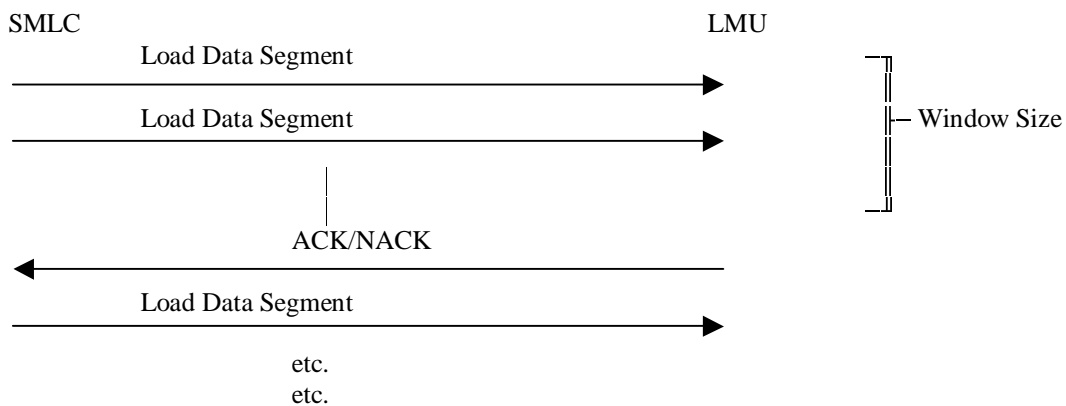 SMLC LMU
Load Data Segment
Load Data Segment
Window Size
ACK/NACK
Load Data Segment
etc.
etc.